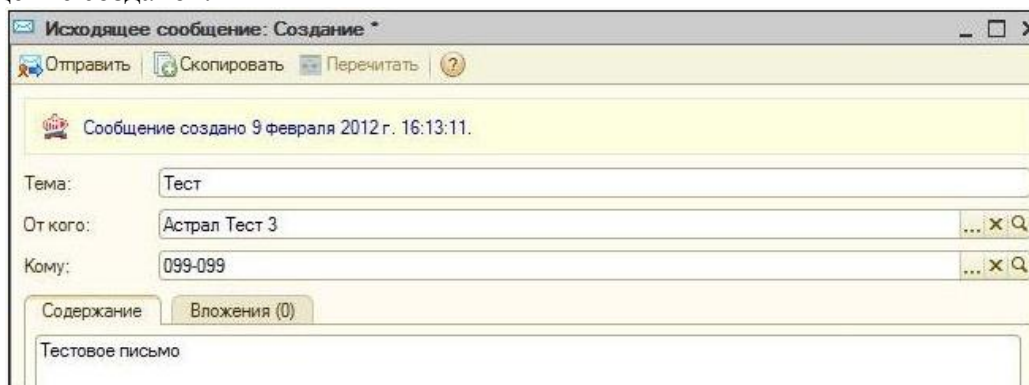 Исходящее сообщение: Создание *
Отправить Скопировать Перечитать ?
Сообщение создано 9 февраля 2012 г. 16:13:11.
Тема: Тест
От кого: Астрал Тест 3 ...
Кому: 099-099 ...
Содержание Вложения (0)
Тестовое письмо